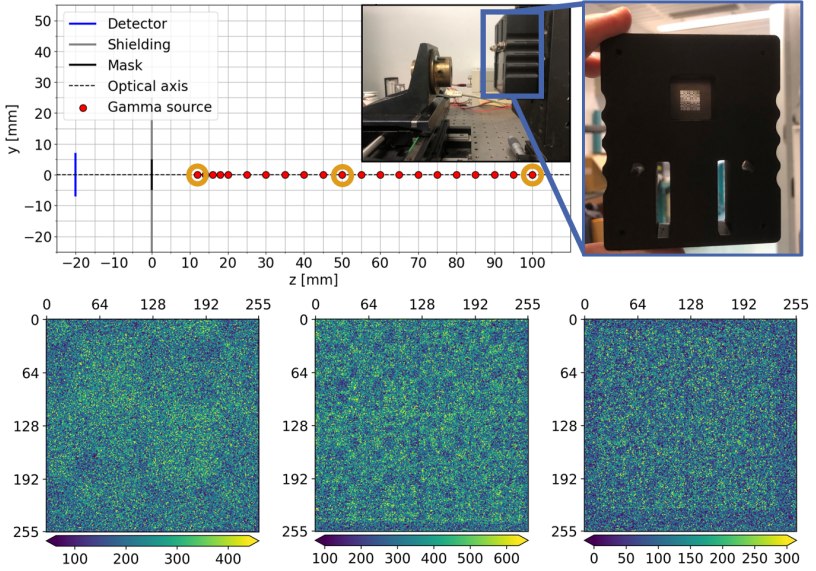 Detector
Shielding
Mask
Optical axis
Gamma source
50
40
30
20
10
0
−10
−20
y [mm]
−20 −10 0 10 20 30 40 50 60 70 80 90 100
z [mm]
0 64 128 192 255
0 64 128 192 255
0 64 128 192 255
0
64
128
192
255
0
64
128
192
255
0
64
128
192
255
100 200 300 400
100 200 300 400 500 600
0 50 100 150 200 250 300